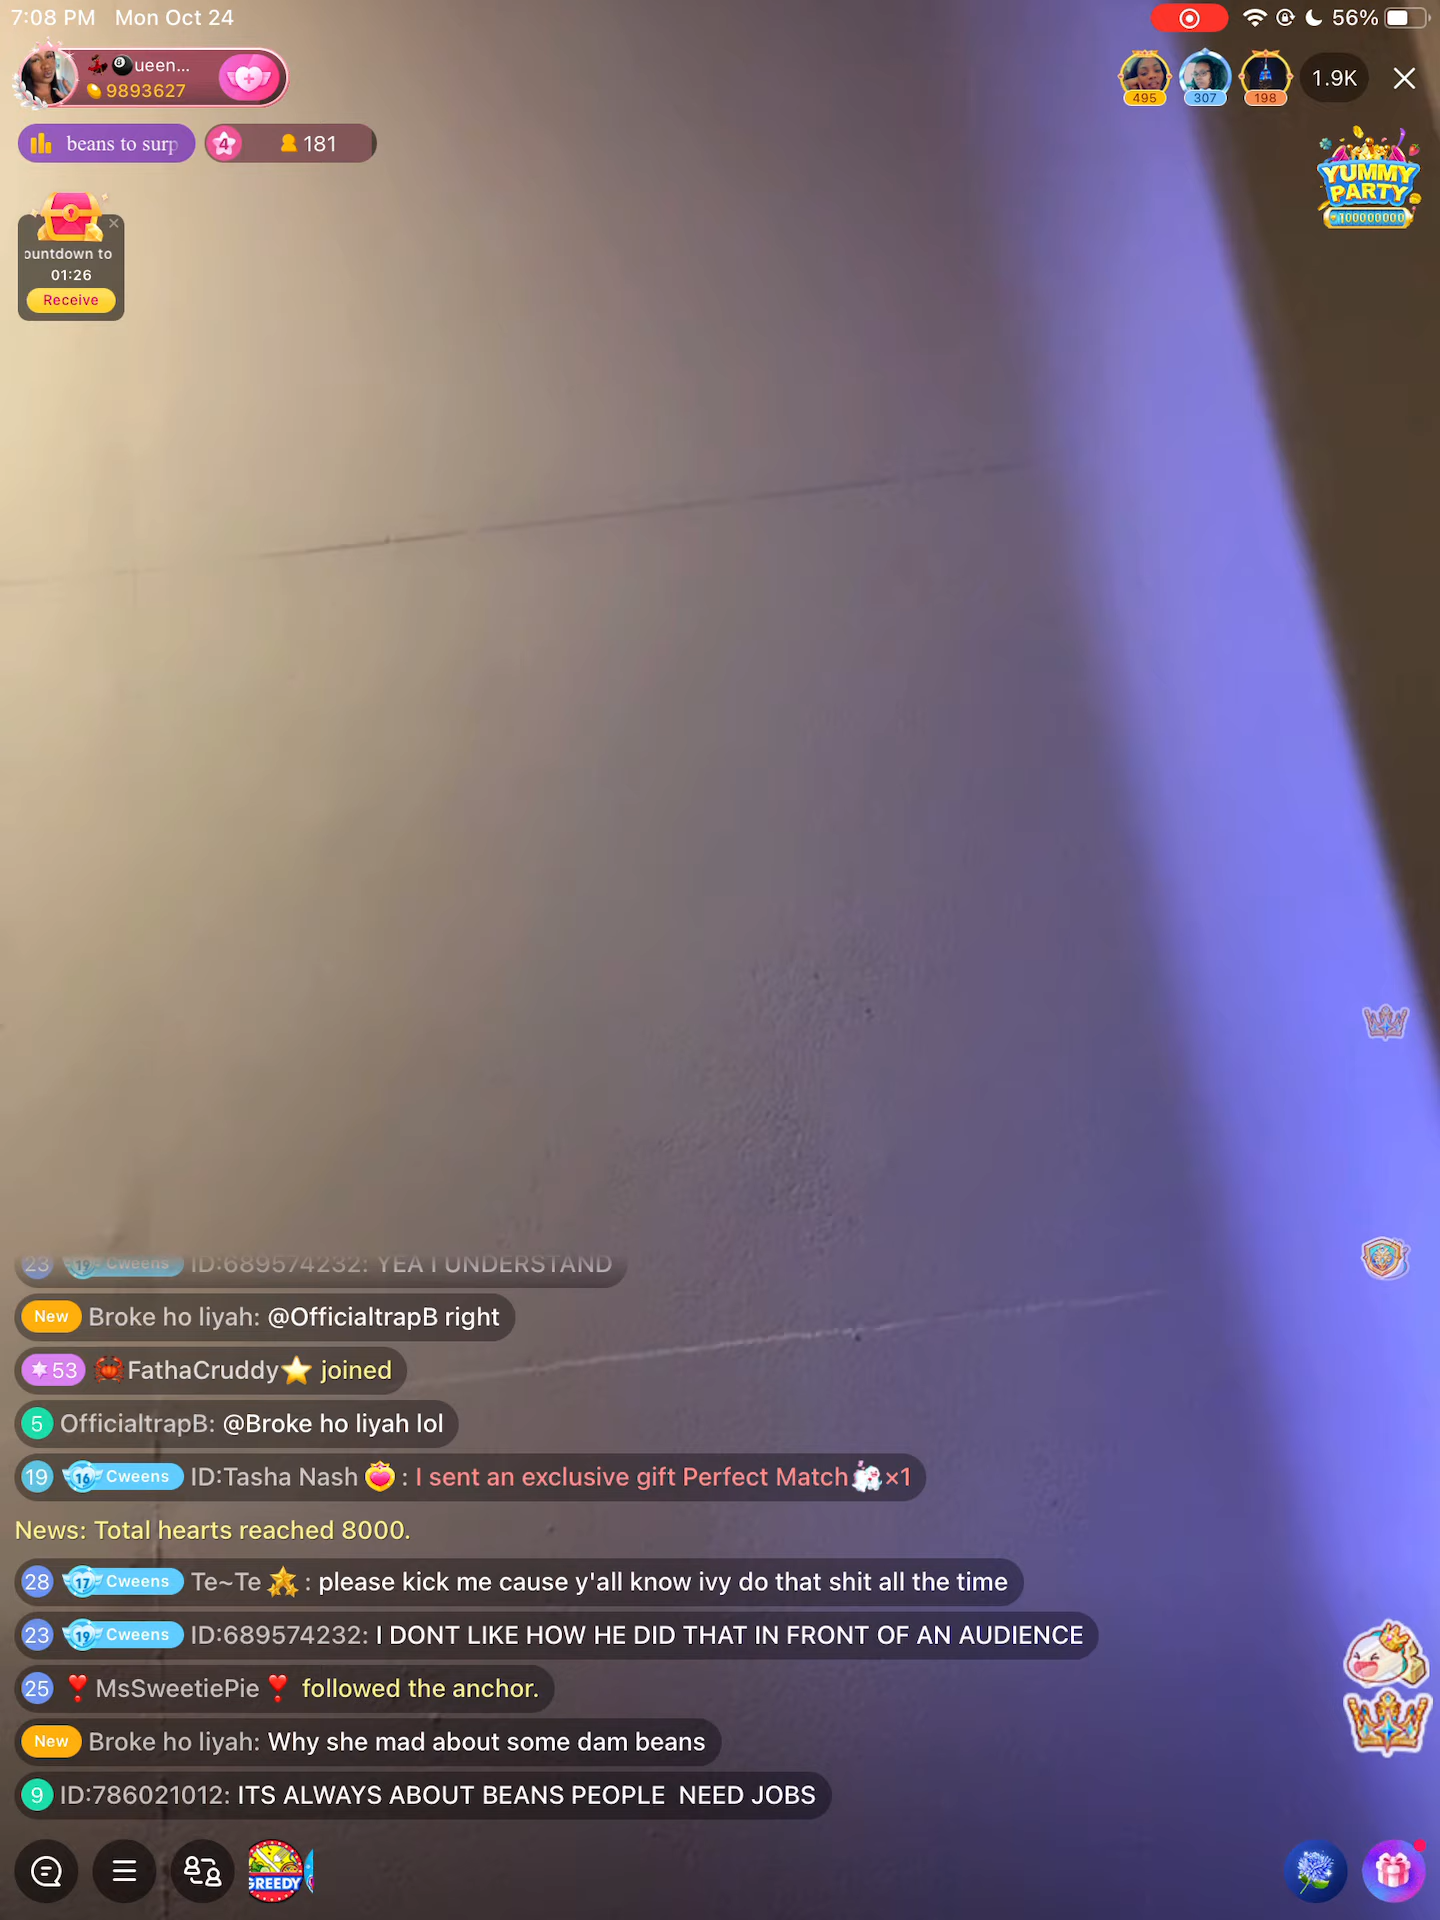 7:08 PM Mon Oct 24
56%
ueen...
9893627
495
307
198
1.9K
beans to surp
4
181
YUMMY
PARTY
100000000
ountdown to
01:26
Receive
23 19 Cweens ID:689574232: YEA I UNDERSTAND
New Broke ho liyah: @OfficialtrapB right
53 FathaCruddy joined
5 OfficialtrapB: @Broke ho liyah lol
19 16 Cweens ID:Tasha Nash : I sent an exclusive gift Perfect Match ×1
News: Total hearts reached 8000.
28 17 Cweens Te~Te : please kick me cause y'all know ivy do that shit all the time
23 19 Cweens ID:689574232: I DONT LIKE HOW HE DID THAT IN FRONT OF AN AUDIENCE
25 MsSweetiePie followed the anchor.
New Broke ho liyah: Why she mad about some dam beans
9 ID:786021012: ITS ALWAYS ABOUT BEANS PEOPLE NEED JOBS
GREEDY